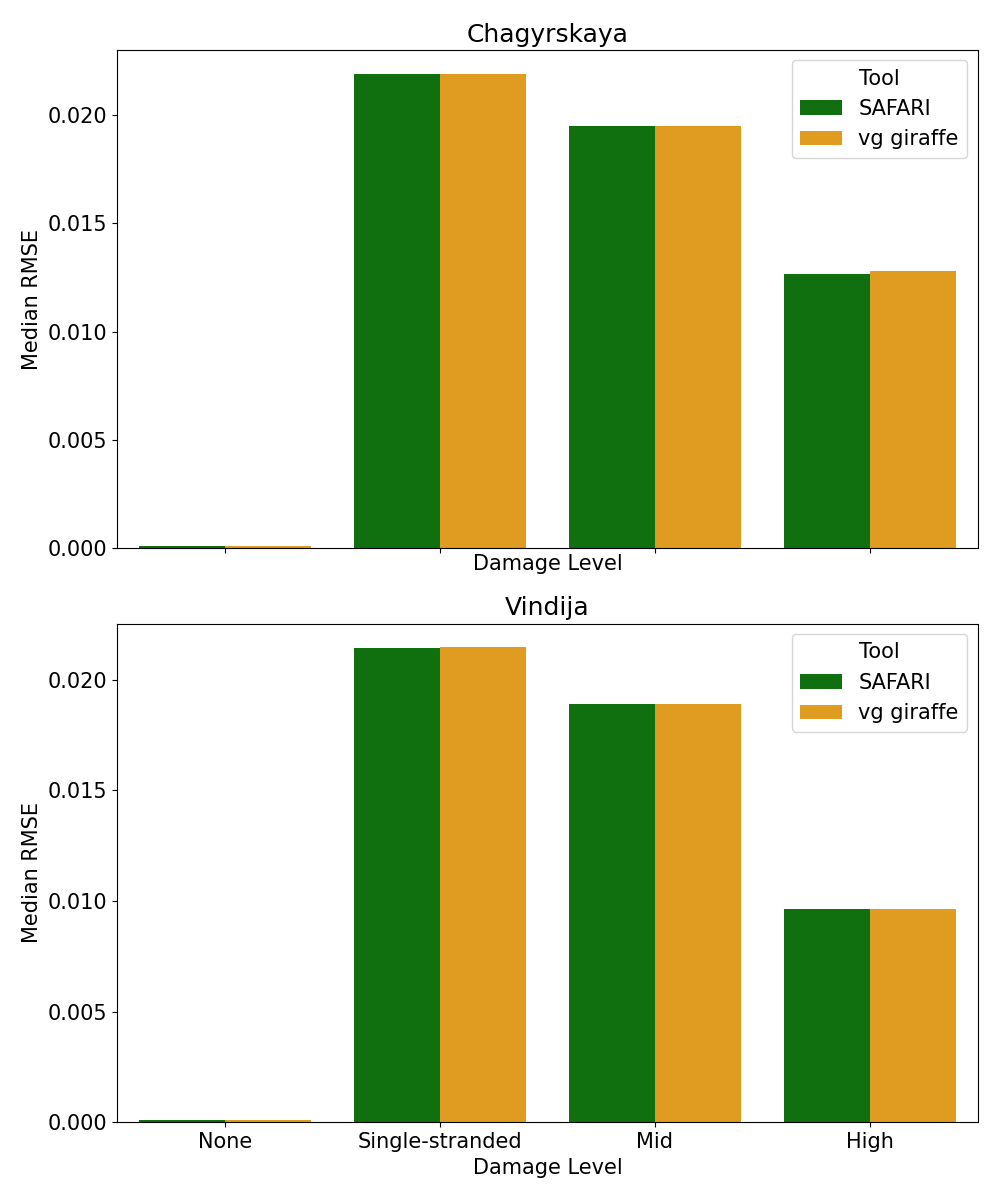 Chagyrskaya
Tool
SAFARI
vg giraffe
0.020
0.015
0.010
0.005
0.000
Median RMSE
Damage Level
Vindija
Tool
SAFARI
vg giraffe
0.020
0.015
0.010
0.005
0.000
Median RMSE
None Single-stranded Mid High
Damage Level